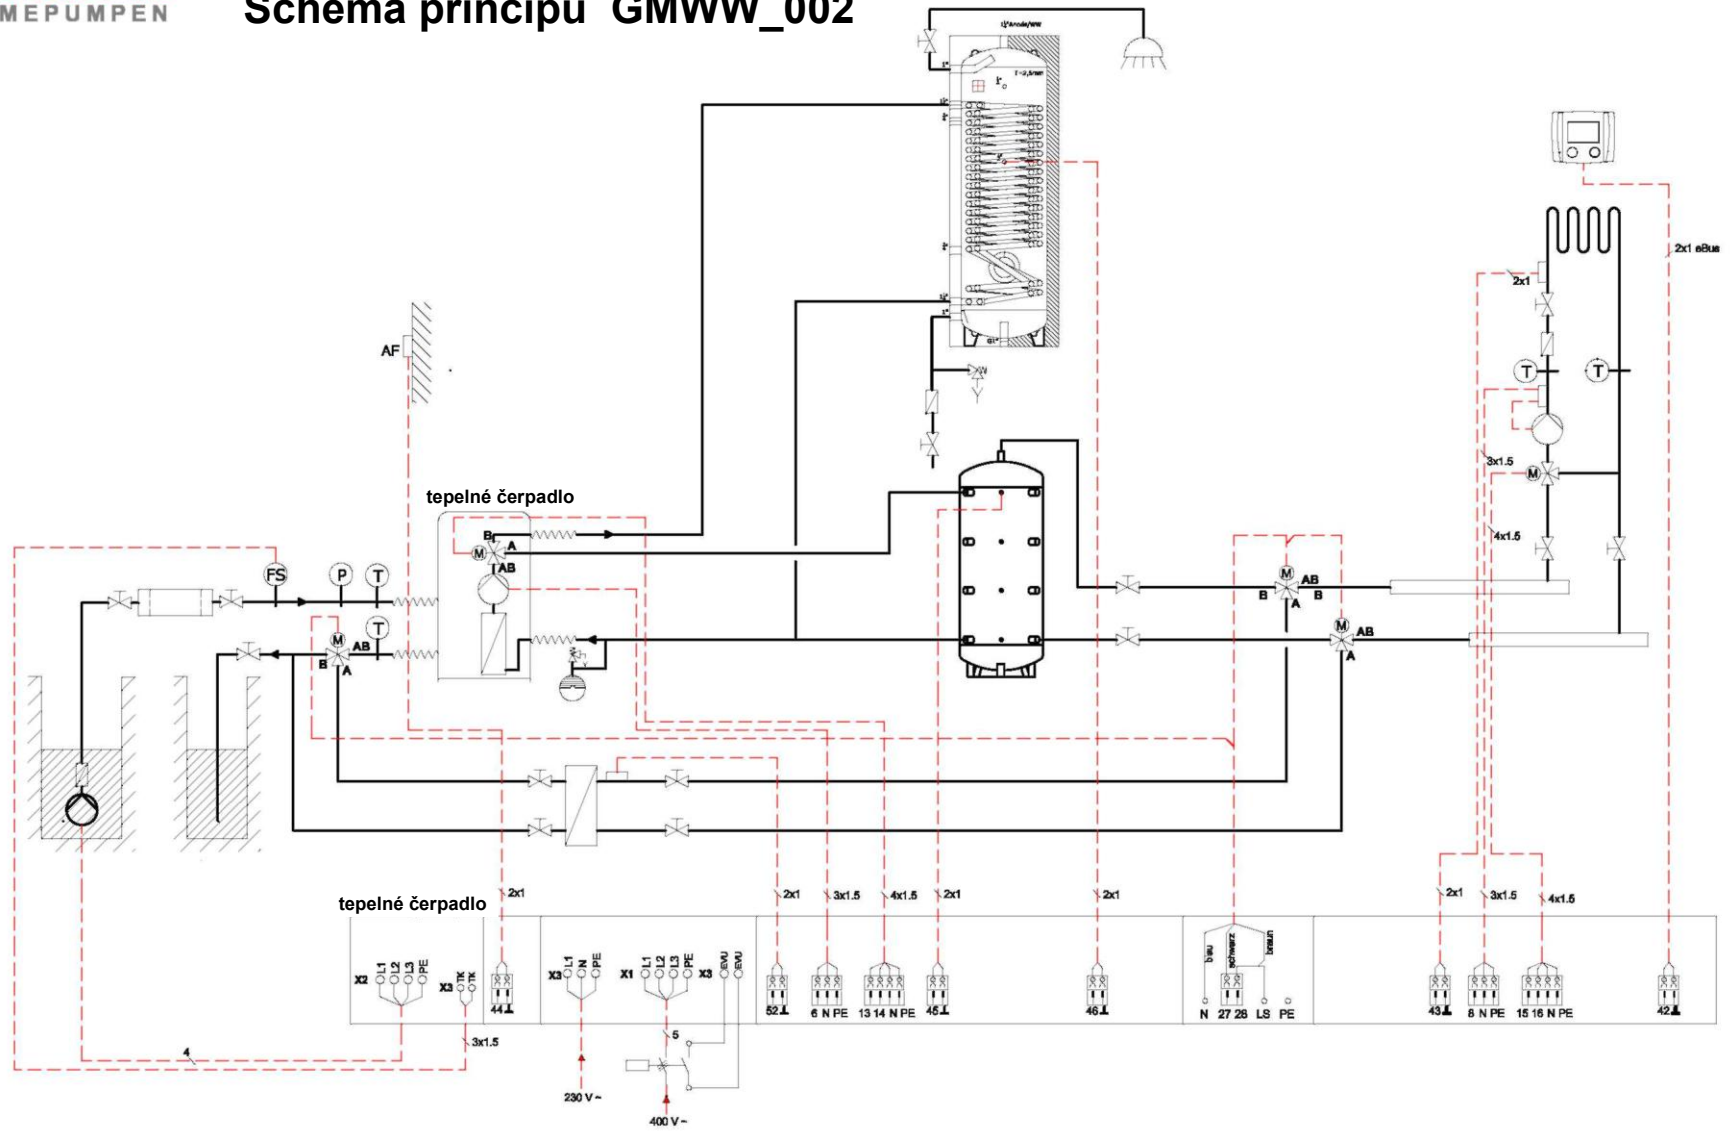 MEPUMPEN
Schema principu GMWW_002
1"
2x1 eBus
2x1
AF
T
T
3x1.5
M
4x1.5
tepelné čerpadlo
B
M
A
AB
FS
P
T
T
M
AB
B
A
M
AB
B
A
B
M
AB
A
2x1
2x1
3x1.5
4x1.5
2x1
2x1
2x1
3x1.5
4x1.5
tepelné čerpadlo
X2
L1
L2
L3
PE
X3
TK
TK
44
X3
L1
N
PE
X1
L1
L2
L3
PE
X3
EVU
EVU
52
6 N PE
13 14 N PE
45
46
blau
schwarz
braun
N 27 28 LS PE
43
8 N PE
15 16 N PE
42
4
3x1.5
5
230 V ~
400 V ~